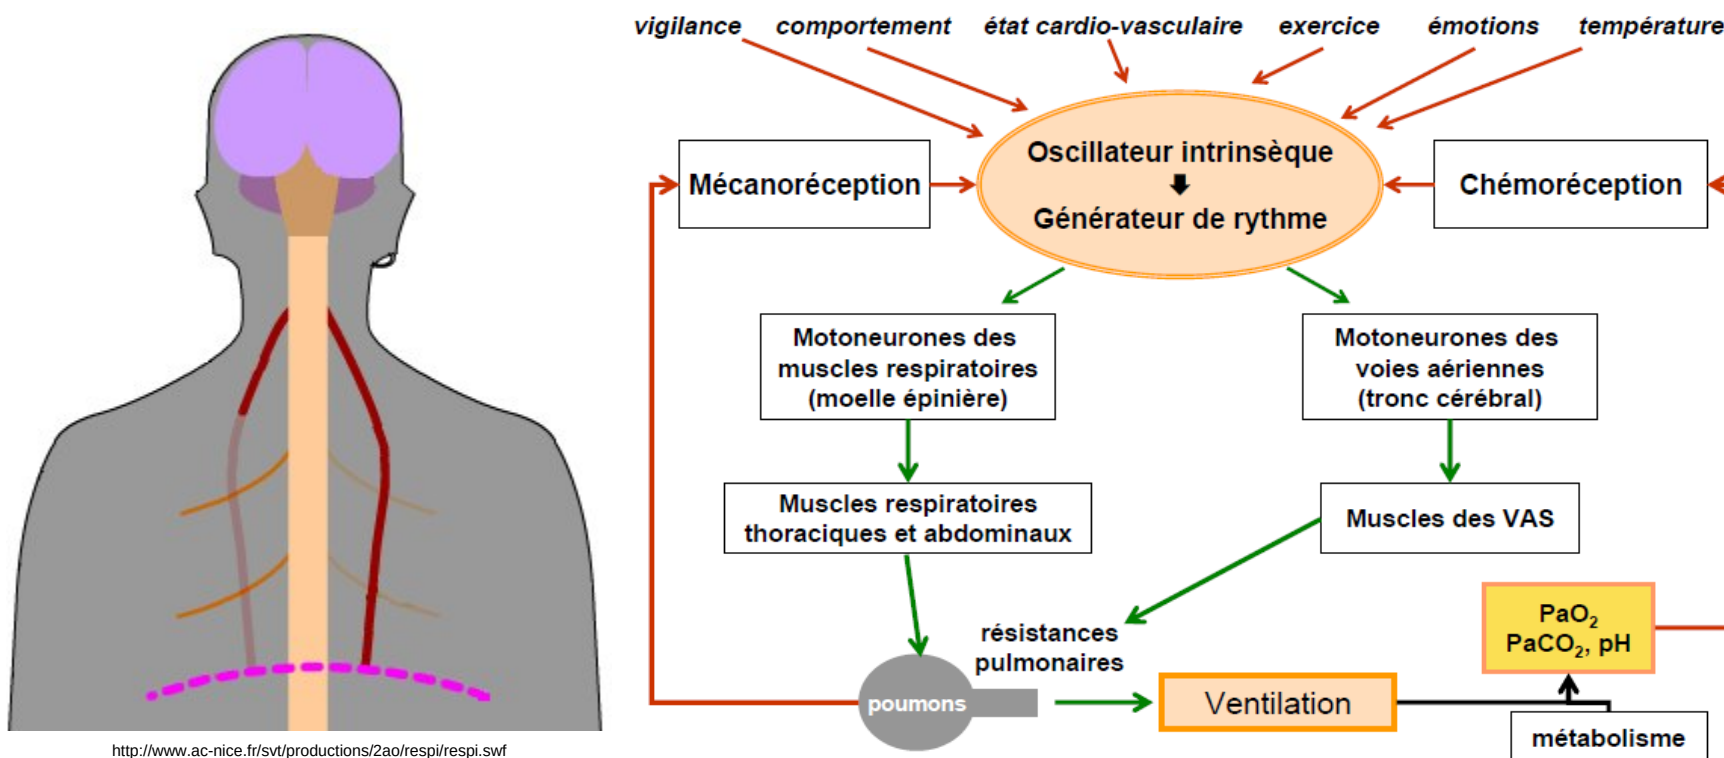 vigilance comportement état cardio-vasculaire exercice émotions température
Mécanoréception
Oscillateur intrinsèque
Générateur de rythme
Chémoréception
Motoneurones des
muscles respiratoires
(moelle épinière)
Motoneurones des
voies aériennes
(tronc cérébral)
Muscles respiratoires
thoraciques et abdominaux
Muscles des VAS
résistances
pulmonaires
PaO₂
PaCO₂, pH
poumons
Ventilation
métabolisme
http://www.ac-nice.fr/svt/productions/2ao/respi/respi.swf